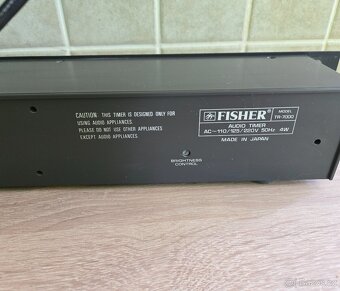 CAUTION THIS TIMER IS DESIGNED ONLY FOR
USING AUDIO APPLIANCES.
PLEASE DO NOT USE OTHER APPLIANCES
EXCEPT AUDIO APPLIANCES.
FISHER
MODEL
TR-7000
AUDIO TIMER
AC~110/125/220V 50Hz 4W
MADE IN JAPAN
BRIGHTNESS
CONTROL